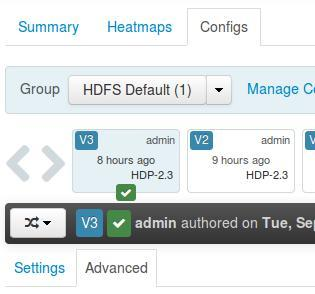 Summary Heatmaps Configs
Group HDFS Default (1) Manage Co
V3 admin V2 admin V
8 hours ago 9 hours ago
HDP-2.3 HDP-2.3
V3 admin authored on Tue, Sep
Settings Advanced